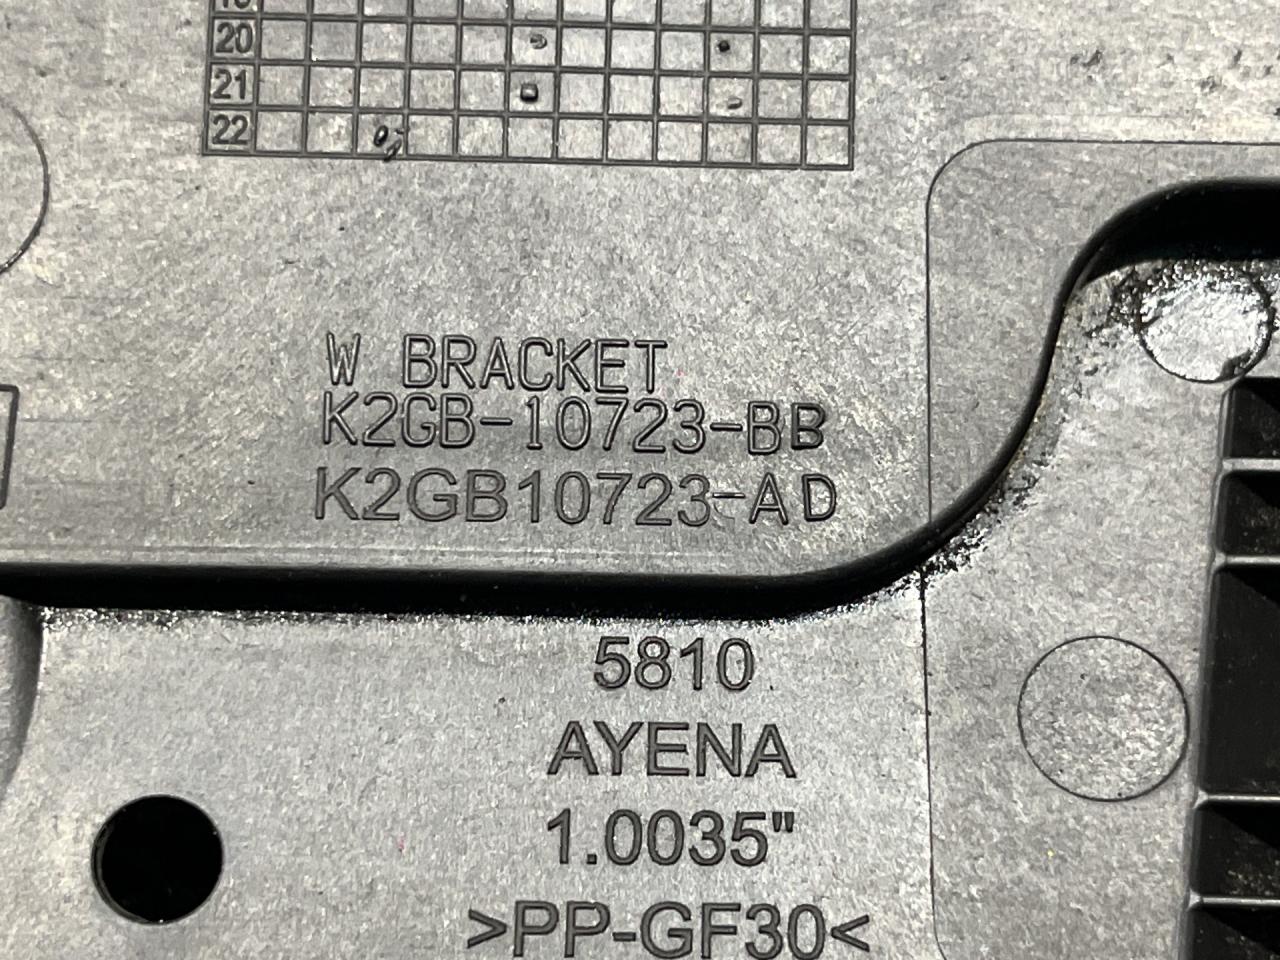 20
21
22
W BRACKET
K2GB-10723-BB
K2GB10723-AD
5810
AYENA
1.0035"
>PP-GF30<